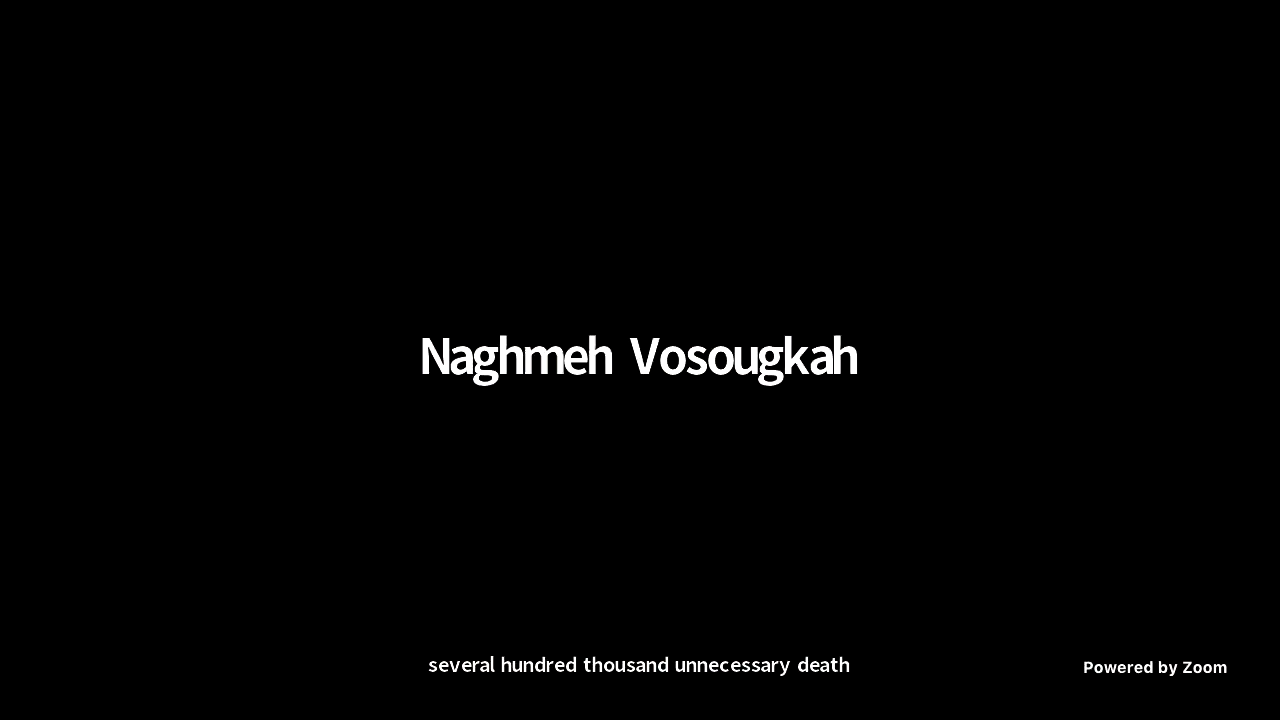 Naghmeh Vosougkah
several hundred thousand unnecessary death
Powered by Zoom